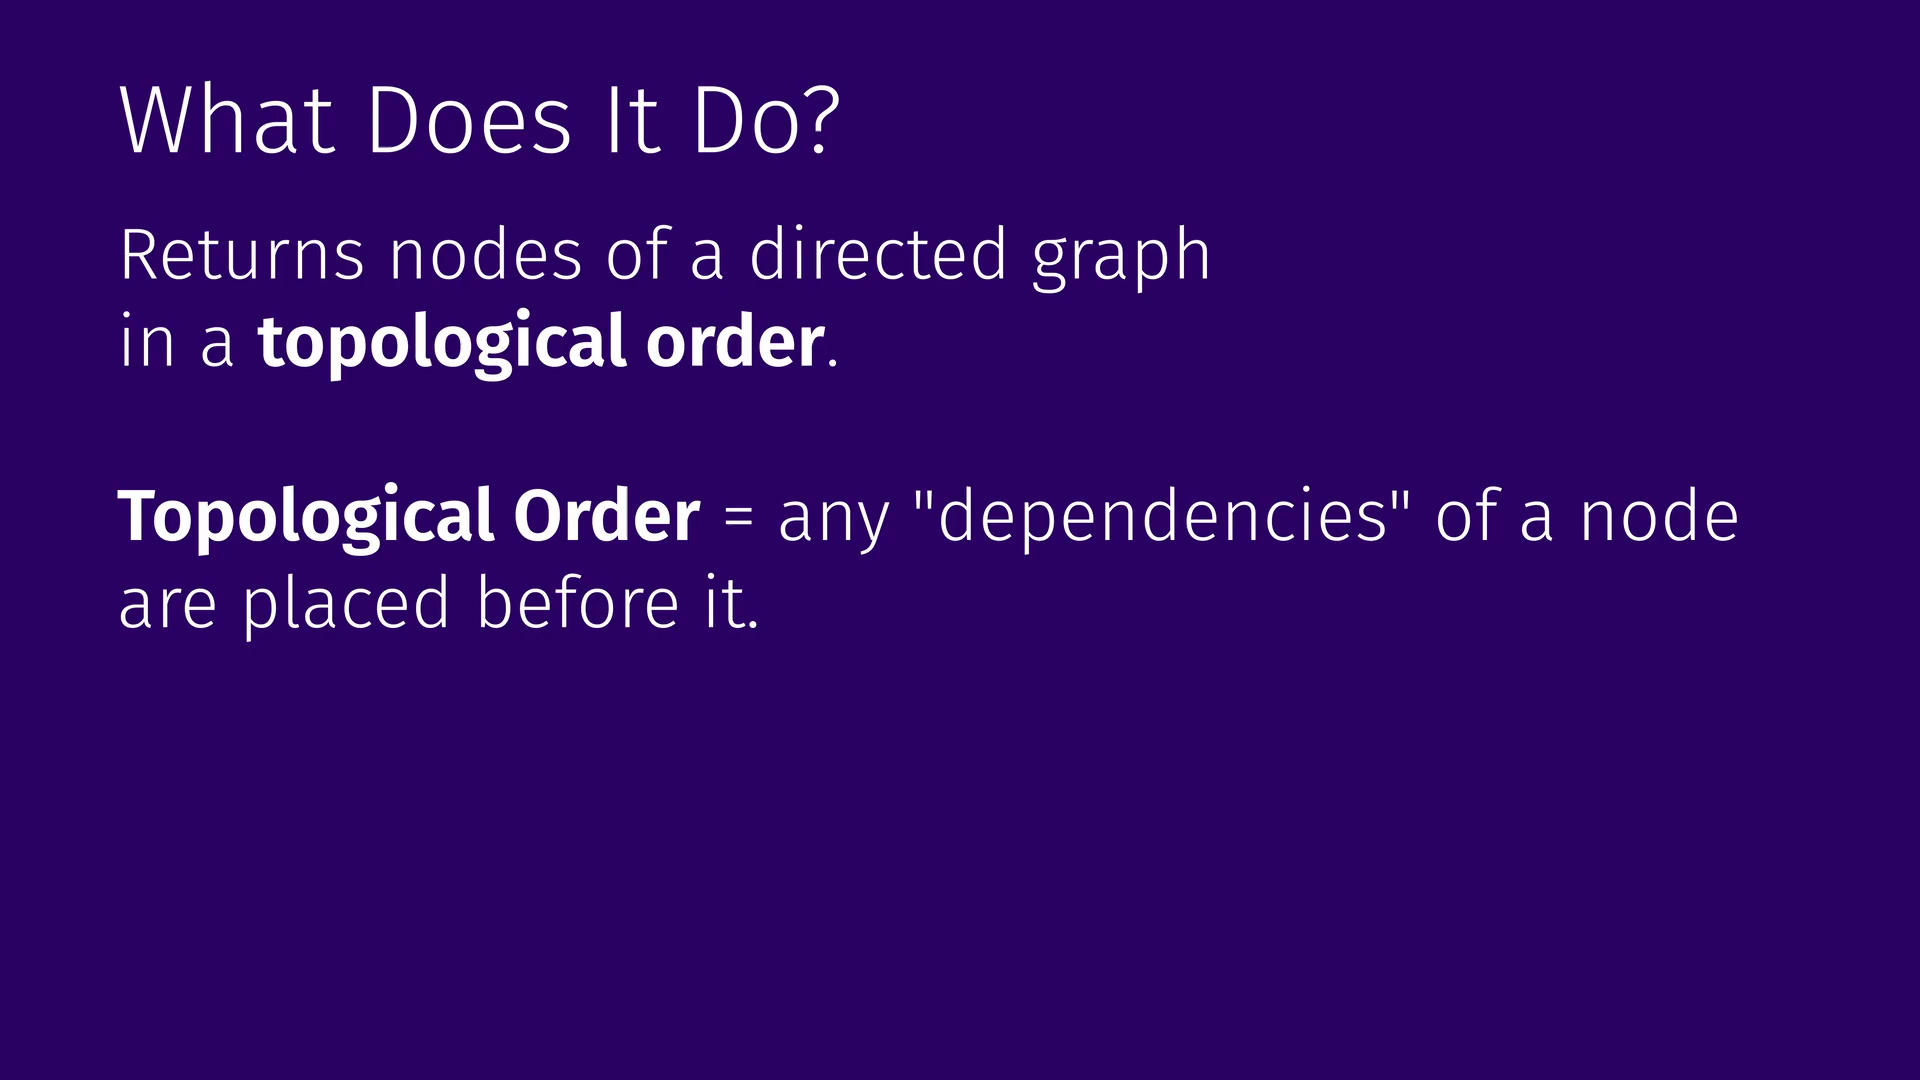 What Does It Do?
Returns nodes of a directed graph
in a topological order.
Topological Order = any "dependencies" of a node
are placed before it.